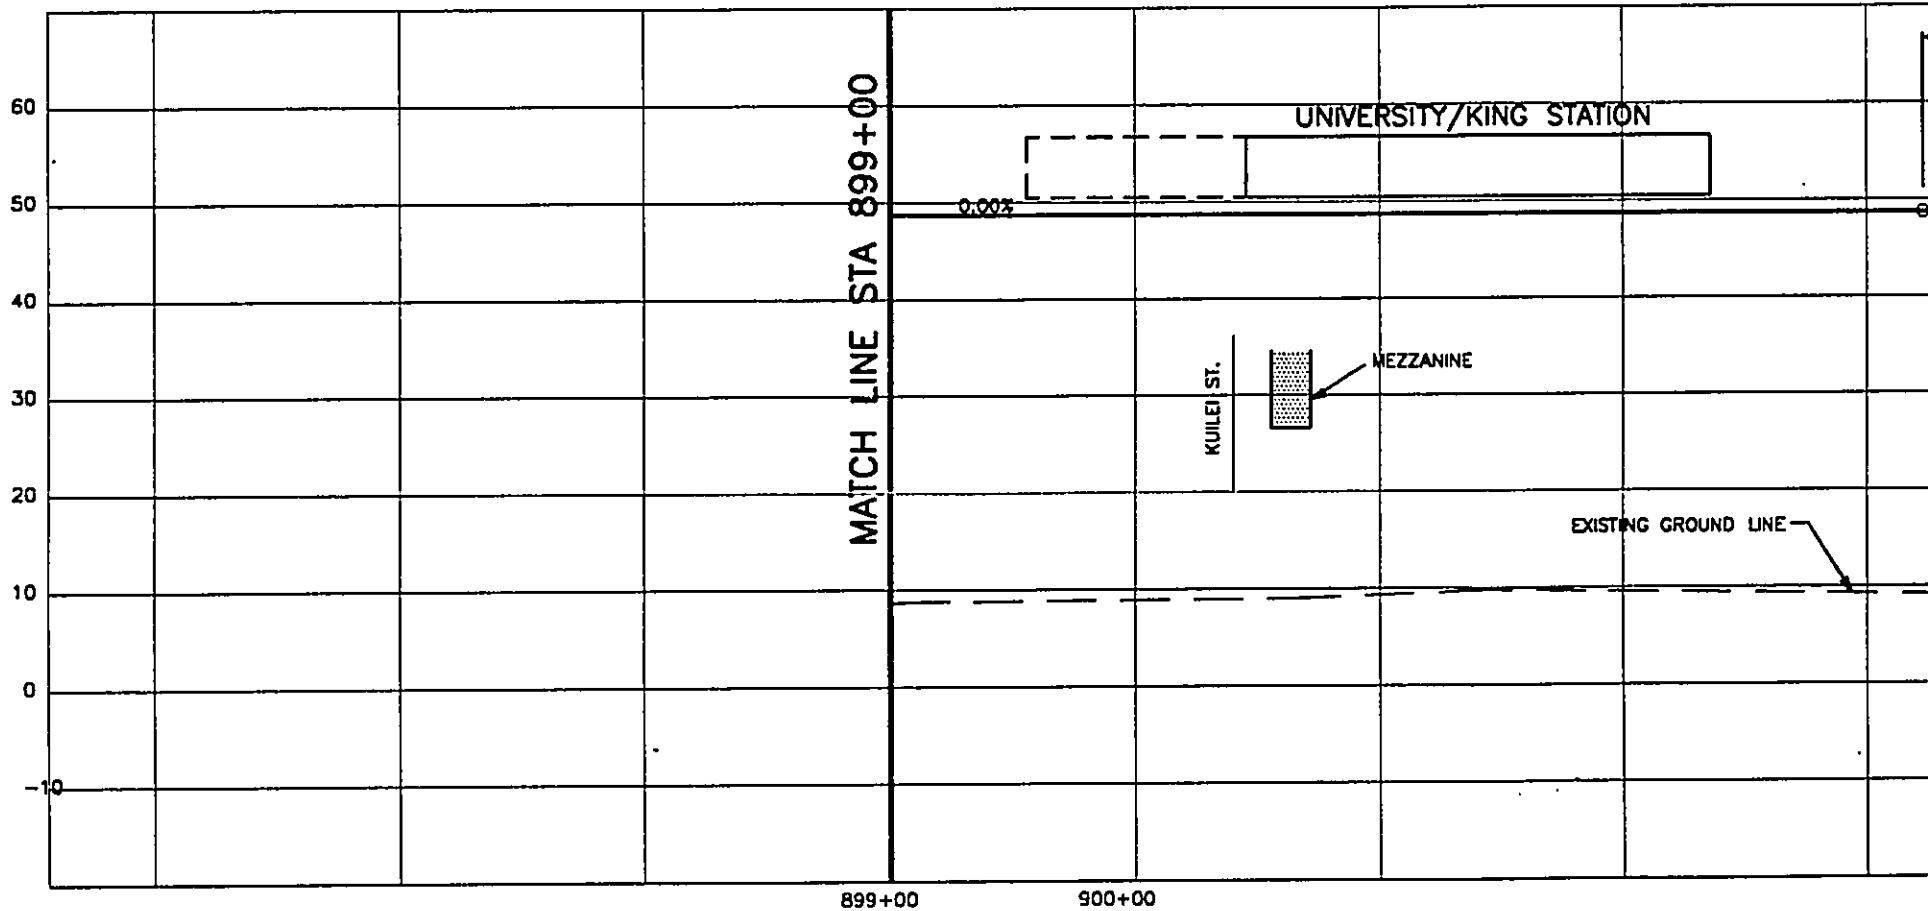 60
UNIVERSITY/KING STATION
50
0.00%
40
MATCH LINE STA 899+00
KUILEI ST.
MEZZANINE
30
20
EXISTING GROUND LINE
10
0
-10
899+00
900+00